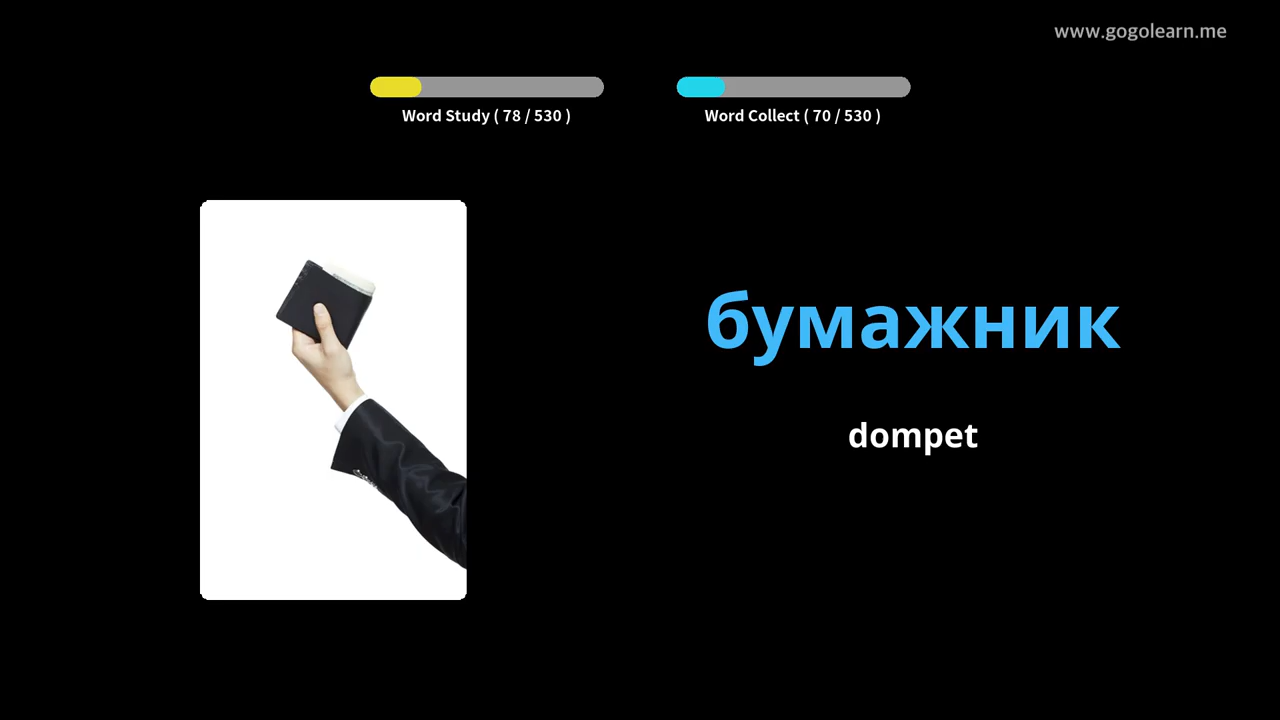 www.gogolearn.me
Word Study ( 78 / 530 )
Word Collect ( 70 / 530 )
бумажник
dompet